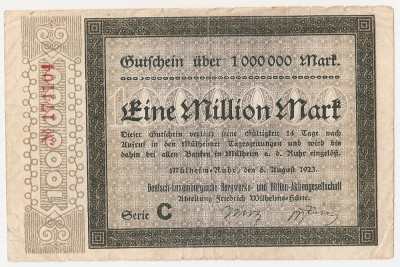 Gutschein über 1 000 000 Mark.
Eine Million Mark
Dieser Gutschein verliert seine Gültigkeit 14 Tage nach
Aufruf in den Mülheimer Tageszeitungen und wird bis
dahin bei allen Banken in Mülheim a. d. Ruhr eingelöst.
Mülheim-Ruhr, den 6. August 1923.
Deutsch-Luxemburgische Bergwerks- und Hütten-Aktiengesellschaft
Abteilung Friedrich Wilhelms-Hütte.
Serie C